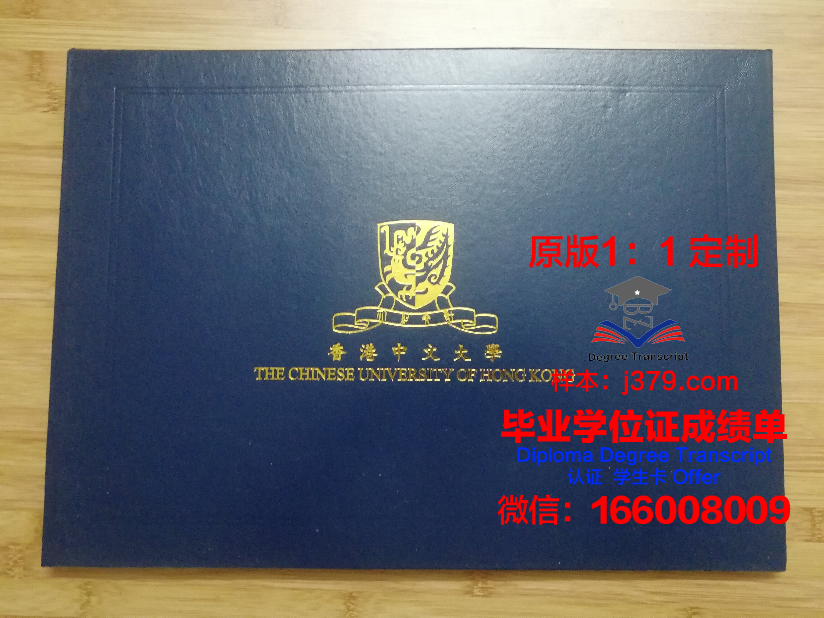 原版1：1 定制
Degree Transcript
香港中文大學
THE CHINESE UNIVERSITY OF HONG KONG
样本：j379.com
毕业学位证成绩单
Diploma Degree Transcript
认证 学生卡 Offer
微信：166008009